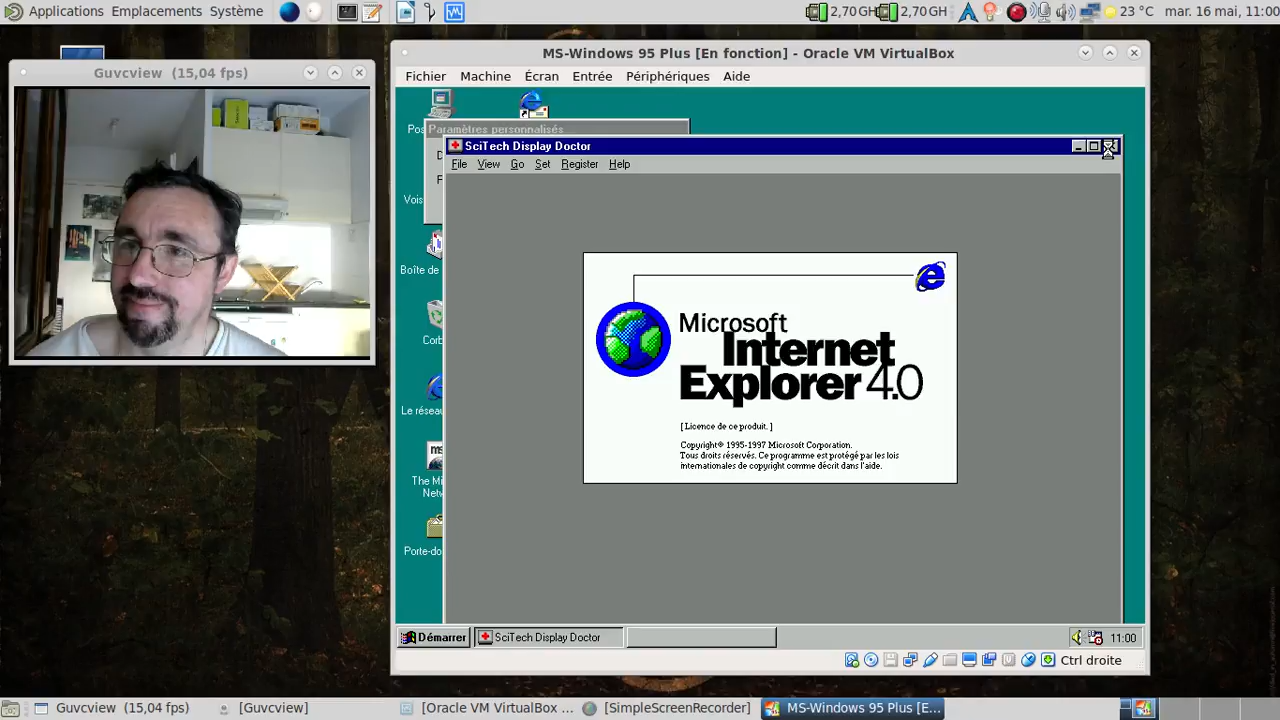 Applications Emplacements Système
2,70 GH 2,70 GH 23 °C mar. 16 mai, 11:00
Guvcview (15,04 fps)
MS-Windows 95 Plus [En fonction] - Oracle VM VirtualBox
Fichier Machine Écran Entrée Périphériques Aide
Pos
Paramètres personnalisés
SciTech Display Doctor
File View Go Set Register Help
Vois
Boîte de
Corb
Le résea
The Mi
Netw
Porte-do
Microsoft
Internet
Explorer 4.0
[ Licence de ce produit. ]
Copyright© 1995-1997 Microsoft Corporation.
Tous droits réservés. Ce programme est protégé par les lois
internationales de copyright comme décrit dans l'aide.
Démarrer SciTech Display Doctor 11:00
Ctrl droite
Guvcview (15,04 fps) [Guvcview] [Oracle VM VirtualBox ... [SimpleScreenRecorder] MS-Windows 95 Plus [E...